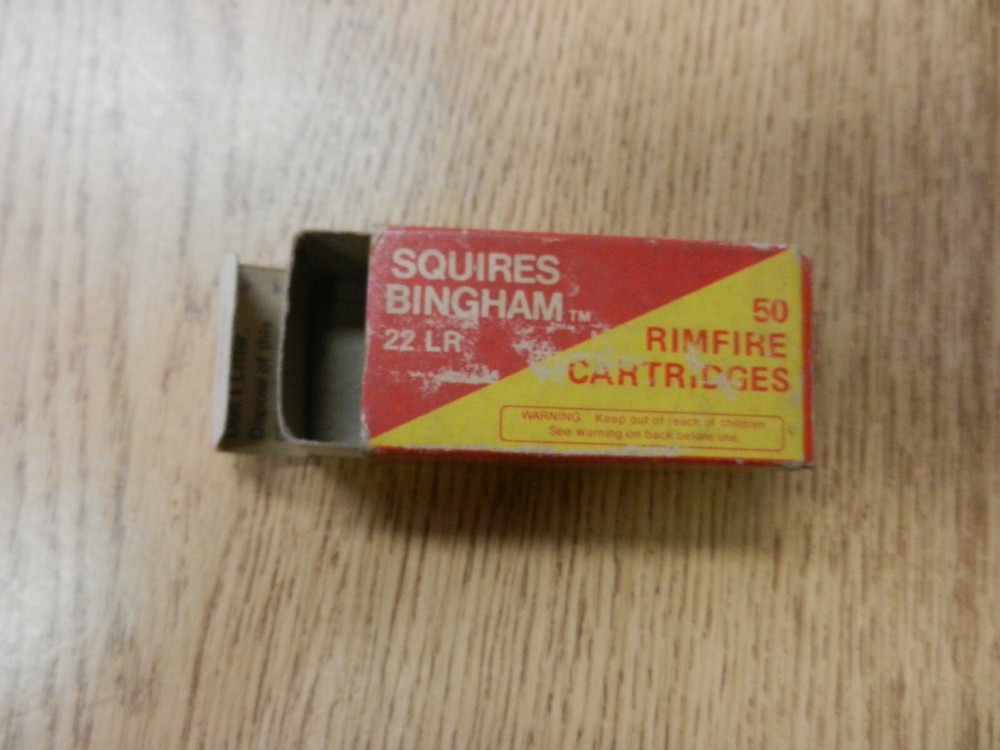 SQUIRES
BINGHAM™
22 LR
50
RIMFIRE
CARTRIDGES
WARNING: Keep out of reach of children.
See warning on back before use.